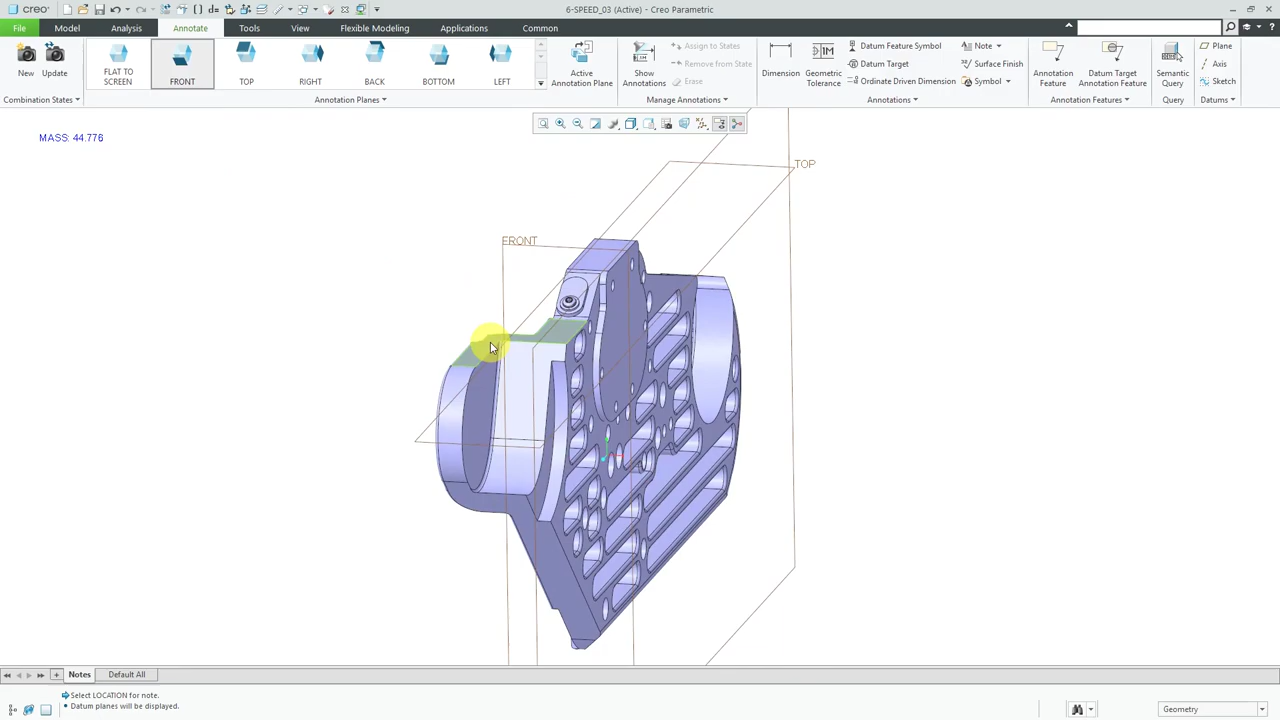 creo
6-SPEED_03 (Active) - Creo Parametric
File Model Analysis Annotate Tools View Flexible Modeling Applications Common
New Update
Combination States
FLAT TO SCREEN
FRONT TOP RIGHT BACK BOTTOM LEFT
Annotation Planes
Active Annotation Plane
Show Annotations
Assign to States
Remove from State
Erase
Manage Annotations
Dimension
Geometric Tolerance
Datum Feature Symbol
Datum Target
Ordinate Driven Dimension
Note
Surface Finish
Symbol
Annotations
Annotation Feature
Datum Target Annotation Feature
Annotation Features
Semantic Query
Query
Plane
Axis
Sketch
Datums
MASS: 44.776
TOP
FRONT
Notes Default All
Select LOCATION for note.
Datum planes will be displayed.
Geometry